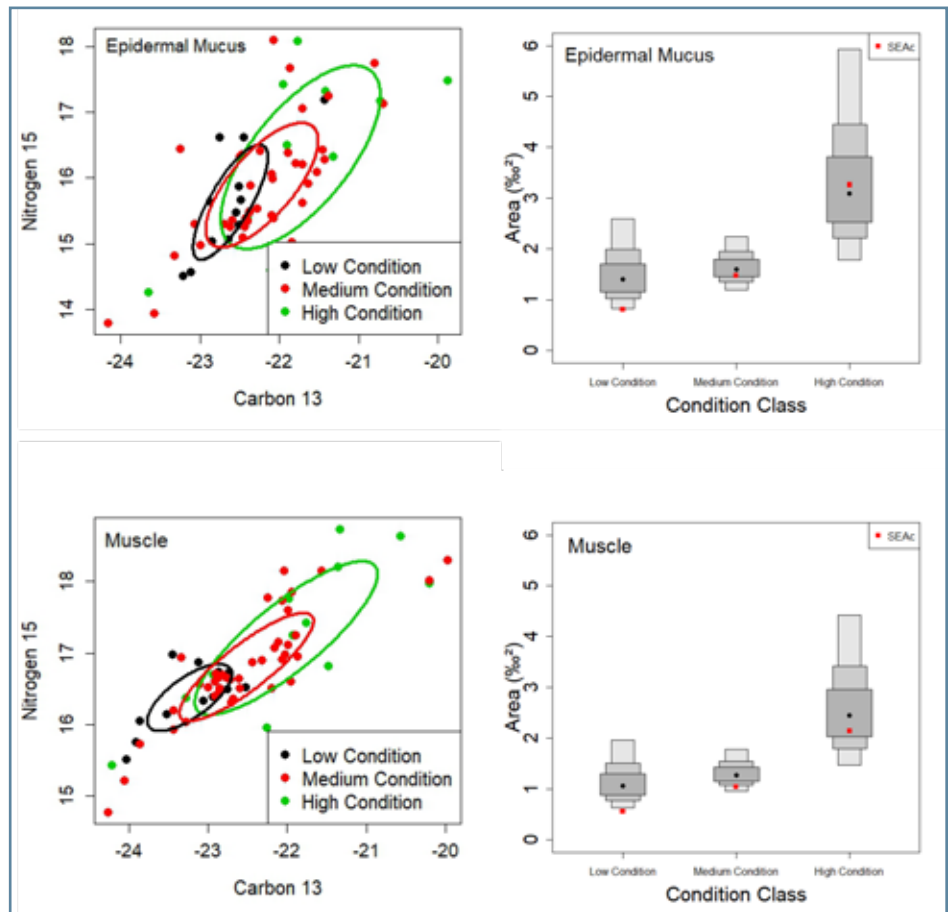 Epidermal Mucus
Nitrogen 15
18
17
16
15
14
Low Condition
Medium Condition
High Condition
-24 -23 -22 -21 -20
Carbon 13
Epidermal Mucus
SEAc
Area (‰²)
6
5
4
3
2
1
0
Low Condition Medium Condition High Condition
Condition Class
Muscle
Nitrogen 15
18
17
16
15
Low Condition
Medium Condition
High Condition
-24 -23 -22 -21 -20
Carbon 13
Muscle
SEAc
Area (‰²)
6
5
4
3
2
1
0
Low Condition Medium Condition High Condition
Condition Class